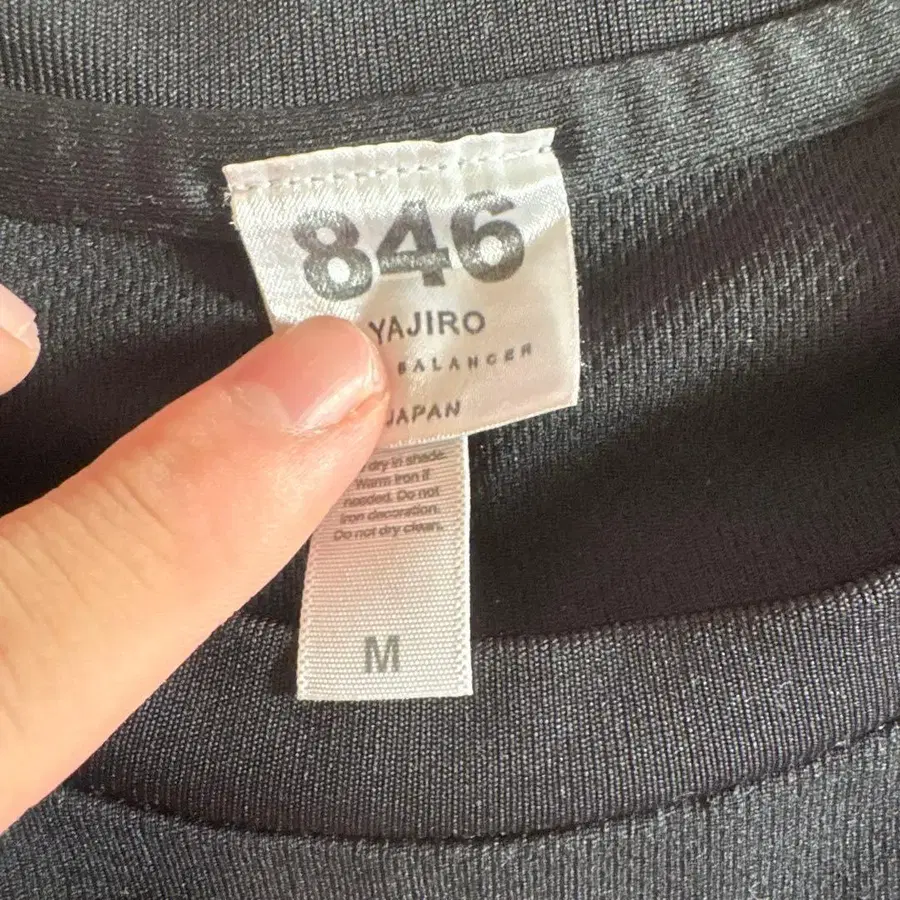 846
YAJIRO
BALANCER
JAPAN
dry in shade.
Warm iron if
needed. Do not
iron decoration.
Do not dry clean.
M